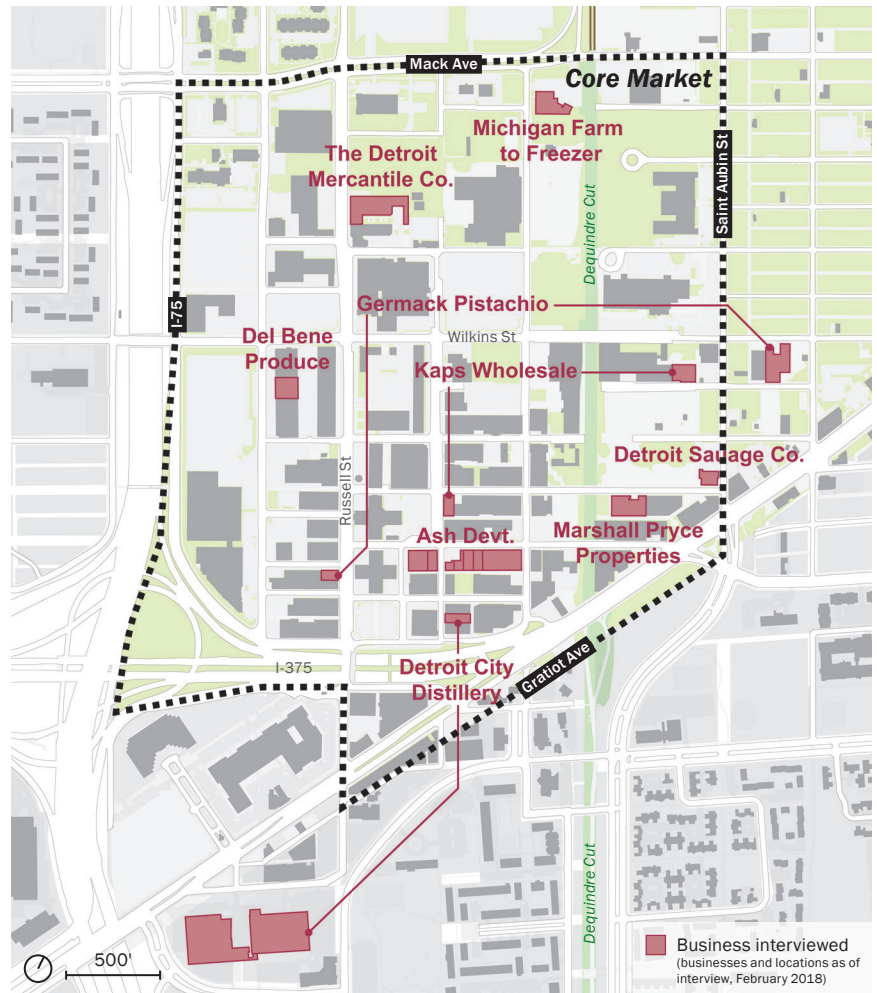 Mack Ave
Core Market
Michigan Farm
to Freezer
The Detroit
Mercantile Co.
Saint Aubin St
Dequindre Cut
I-75
Germack Pistachio
Wilkins St
Del Bene
Produce
Kaps Wholesale
Detroit Sauage Co.
Russell St
Ash Devt.
Marshall Pryce
Properties
I-375
Detroit City
Distillery
Gratiot Ave
Dequindre Cut
500'
Business interviewed
(businesses and locations as of
interview, February 2018)